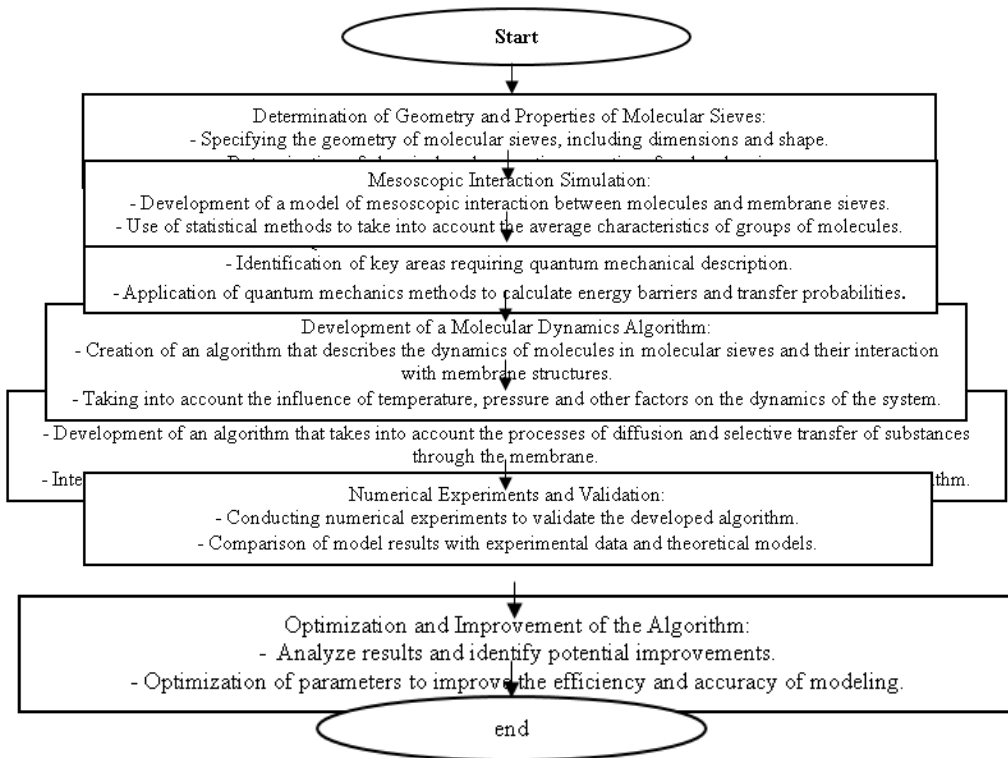 Start
Determination of Geometry and Properties of Molecular Sieves:
- Specifying the geometry of molecular sieves, including dimensions and shape.
Mesoscopic Interaction Simulation:
- Development of a model of mesoscopic interaction between molecules and membrane sieves.
- Use of statistical methods to take into account the average characteristics of groups of molecules.
- Identification of key areas requiring quantum mechanical description.
- Application of quantum mechanics methods to calculate energy barriers and transfer probabilities.
Development of a Molecular Dynamics Algorithm:
- Creation of an algorithm that describes the dynamics of molecules in molecular sieves and their interaction
with membrane structures.
- Taking into account the influence of temperature, pressure and other factors on the dynamics of the system.
- Development of an algorithm that takes into account the processes of diffusion and selective transfer of substances
through the membrane.
Numerical Experiments and Validation:
- Conducting numerical experiments to validate the developed algorithm.
- Comparison of model results with experimental data and theoretical models.
Optimization and Improvement of the Algorithm:
- Analyze results and identify potential improvements.
- Optimization of parameters to improve the efficiency and accuracy of modeling.
end